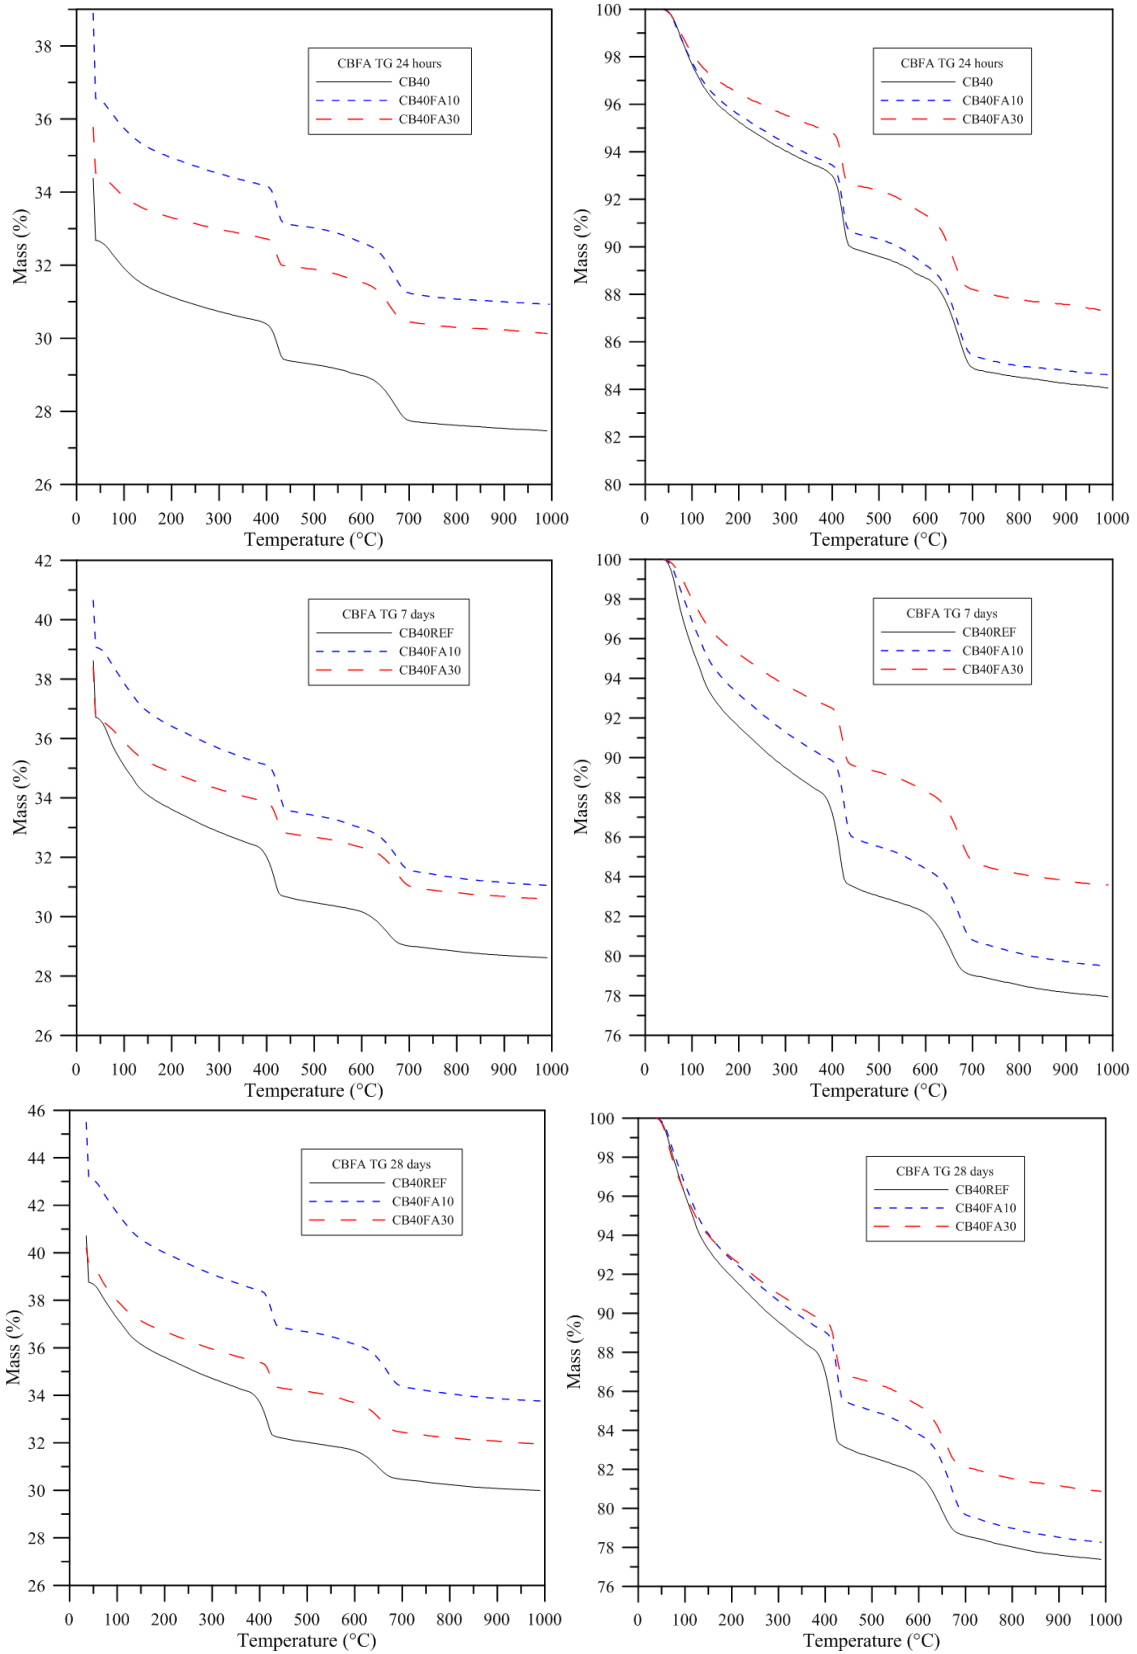 38
36
34
32
30
28
26
Mass (%)
CBFA TG 24 hours
CB40
CB40FA10
CB40FA30
0 100 200 300 400 500 600 700 800 900 1000
Temperature (°C)
100
98
96
94
92
90
88
86
84
82
80
Mass (%)
CBFA TG 24 hours
CB40
CB40FA10
CB40FA30
0 100 200 300 400 500 600 700 800 900 1000
Temperature (°C)
42
40
38
36
34
32
30
28
26
Mass (%)
CBFA TG 7 days
CB40REF
CB40FA10
CB40FA30
0 100 200 300 400 500 600 700 800 900 1000
Temperature (°C)
100
98
96
94
92
90
88
86
84
82
80
78
76
Mass (%)
CBFA TG 7 days
CB40REF
CB40FA10
CB40FA30
0 100 200 300 400 500 600 700 800 900 1000
Temperature (°C)
46
44
42
40
38
36
34
32
30
28
26
Mass (%)
CBFA TG 28 days
CB40REF
CB40FA10
CB40FA30
0 100 200 300 400 500 600 700 800 900 1000
Temperature (°C)
100
98
96
94
92
90
88
86
84
82
80
78
76
Mass (%)
CBFA TG 28 days
CB40REF
CB40FA10
CB40FA30
0 100 200 300 400 500 600 700 800 900 1000
Temperature (°C)